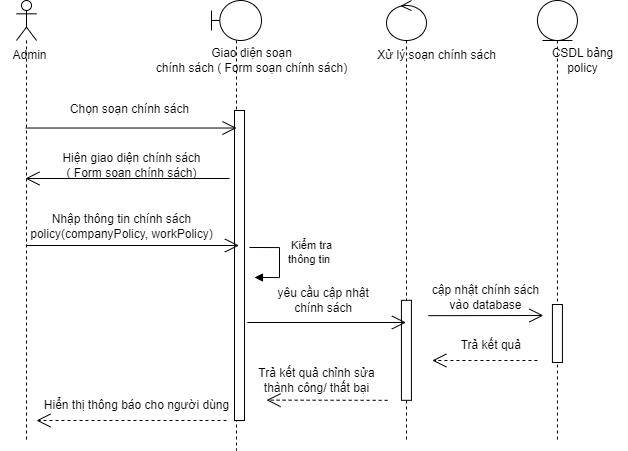 Admin
Giao diện soạn
chính sách ( Form soạn chính sách)
Xử lý soạn chính sách
CSDL bảng
policy
Chọn soạn chính sách
Hiện giao diện chính sách
( Form soạn chính sách)
Nhập thông tin chính sách
policy(companyPolicy, workPolicy)
Kiểm tra
thông tin
yêu cầu cập nhật
chính sách
cập nhật chính sách
vào database
Trả kết quả
Trả kết quả chỉnh sửa
thành công/ thất bại
Hiển thị thông báo cho người dùng